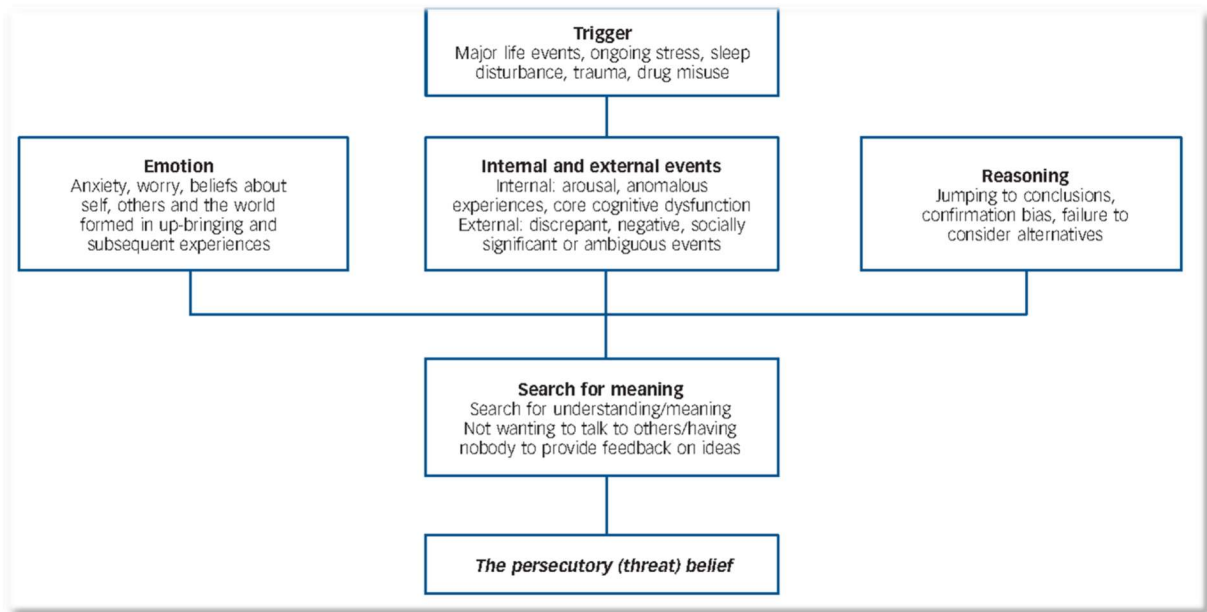 Trigger
Major life events, ongoing stress, sleep
disturbance, trauma, drug misuse
Emotion
Anxiety, worry, beliefs about
self, others and the world
formed in up-bringing and
subsequent experiences
Internal and external events
Internal: arousal, anomalous
experiences, core cognitive dysfunction
External: discrepant, negative, socially
significant or ambiguous events
Reasoning
Jumping to conclusions,
confirmation bias, failure to
consider alternatives
Search for meaning
Search for understanding/meaning
Not wanting to talk to others/having
nobody to provide feedback on ideas
The persecutory (threat) belief